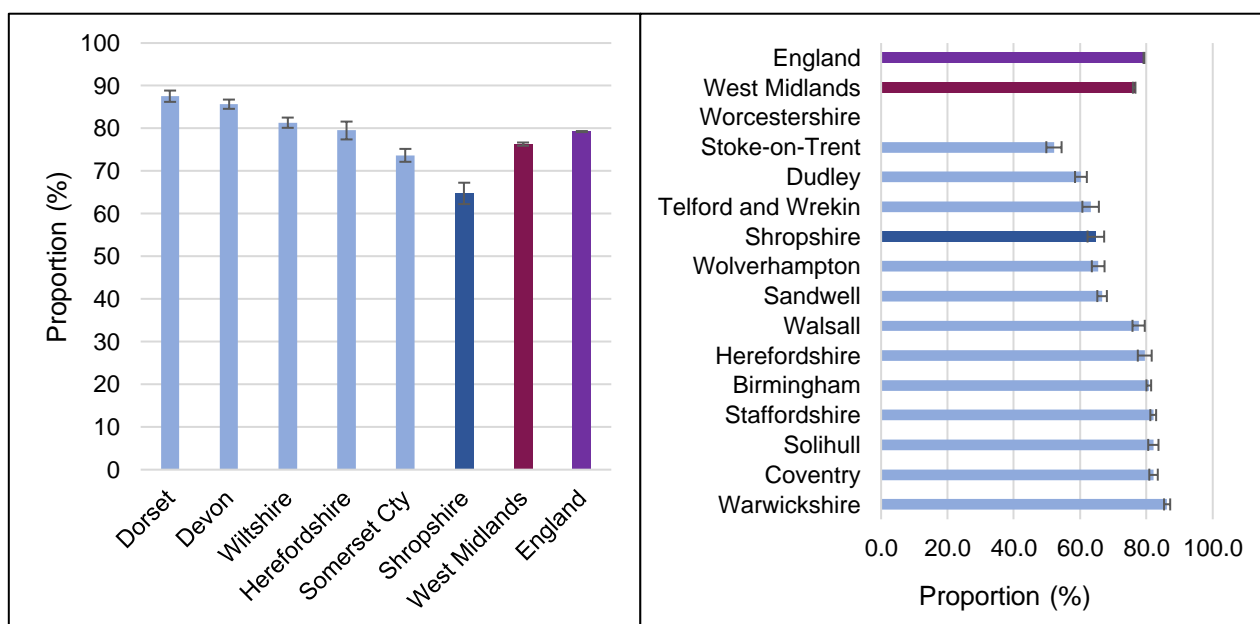 100
90
80
70
60
50
40
30
20
10
0
Proportion (%)
Dorset
Devon
Wiltshire
Herefordshire
Somerset Cty
Shropshire
West Midlands
England
England
West Midlands
Worcestershire
Stoke-on-Trent
Dudley
Telford and Wrekin
Shropshire
Wolverhampton
Sandwell
Walsall
Herefordshire
Birmingham
Staffordshire
Solihull
Coventry
Warwickshire
0.0 20.0 40.0 60.0 80.0 100.0
Proportion (%)